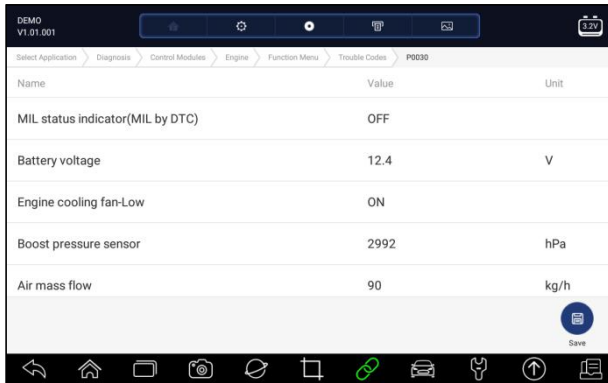 DEMO
V1.01.001
3.2V
Select Application Diagnosis Control Modules Engine Function Menu Trouble Codes P0030
Name Value Unit
MIL status indicator(MIL by DTC) OFF
Battery voltage 12.4 V
Engine cooling fan-Low ON
Boost pressure sensor 2992 hPa
Air mass flow 90 kg/h
Save